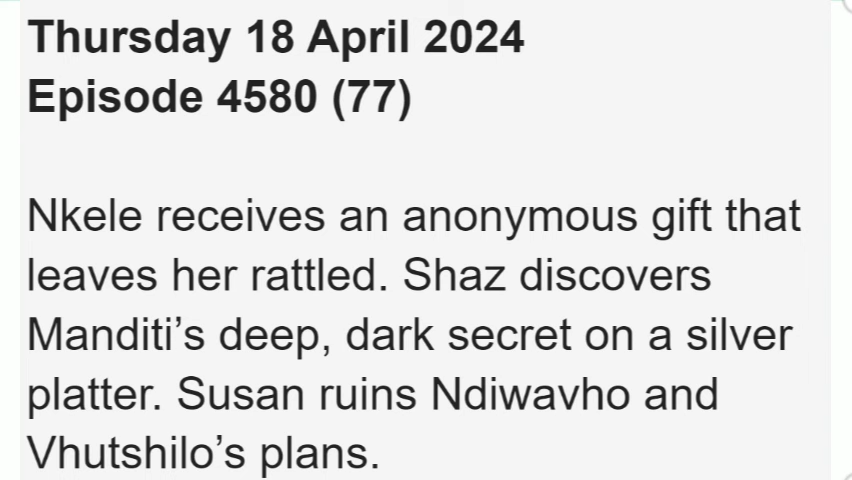 Thursday 18 April 2024
Episode 4580 (77)
Nkele receives an anonymous gift that
leaves her rattled. Shaz discovers
Manditi’s deep, dark secret on a silver
platter. Susan ruins Ndiwavho and
Vhutshilo’s plans.